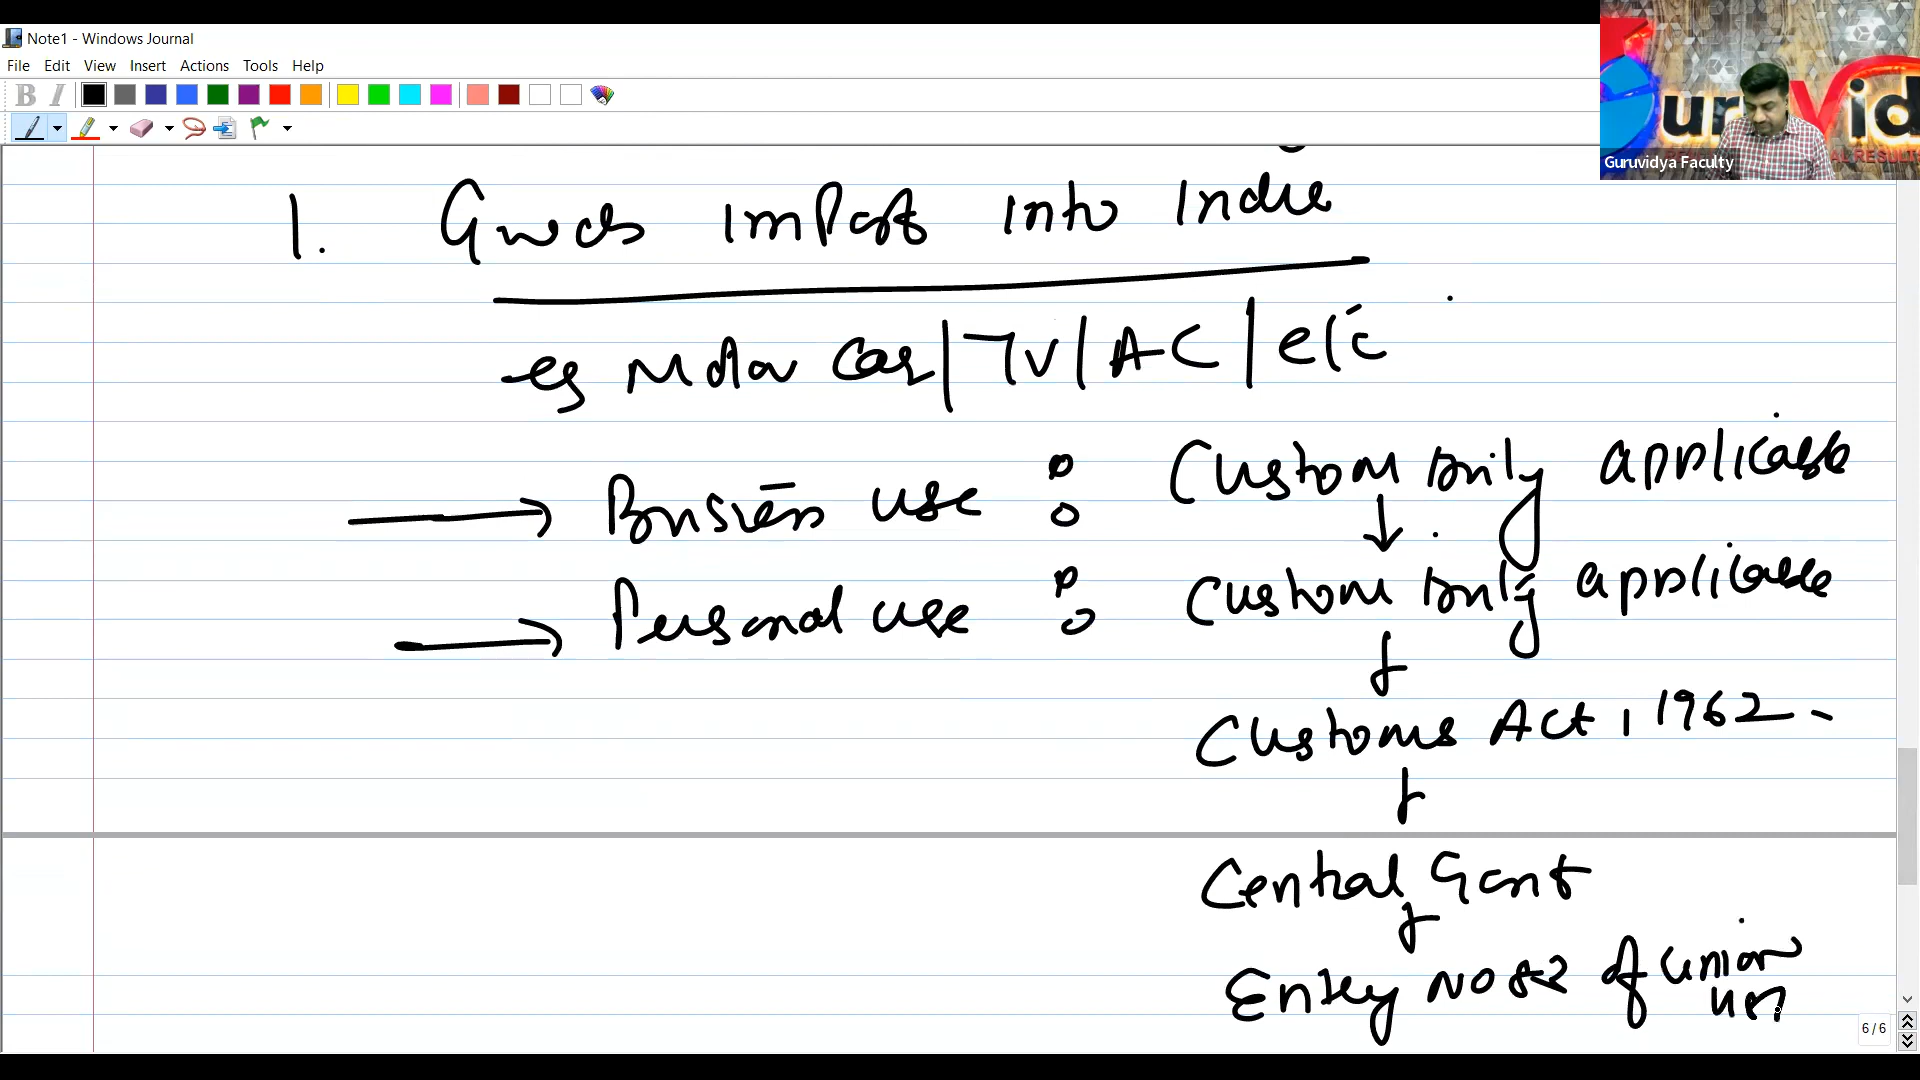 Note1 - Windows Journal
File Edit View Insert Actions Tools Help
B I
Guruvidya Faculty
1. Goods Import into India
eg Motor Car | TV | AC | etc
→ Business use : Custom Duty applicable
→ Personal use : Custom Duty applicable
Customs Act, 1962
Central Govt
Entry No 82 of Union
6 / 6